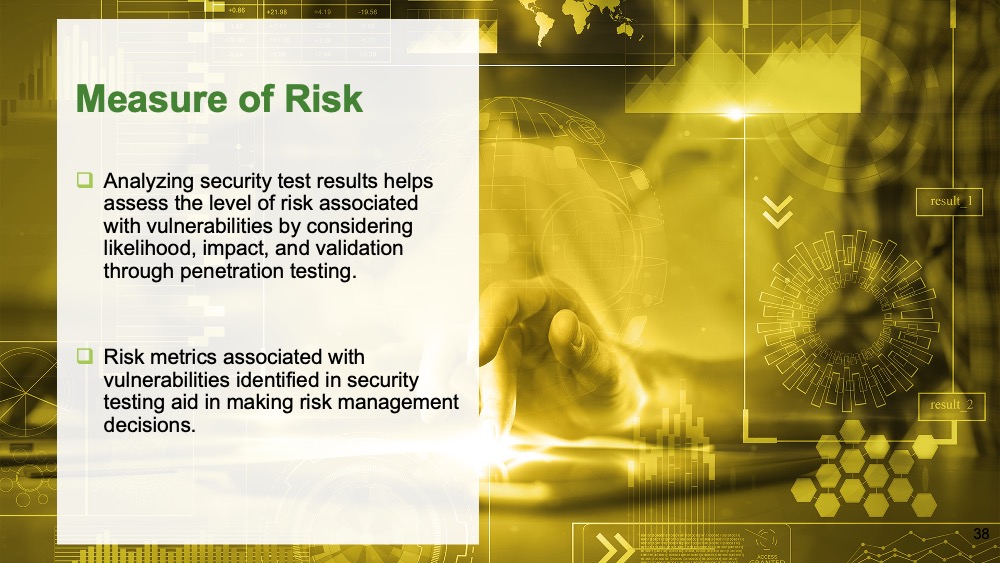 +0.86 +21.98 +4.19 -19.56
Measure of Risk
❑ Analyzing security test results helps
assess the level of risk associated
with vulnerabilities by considering
likelihood, impact, and validation
through penetration testing.
❑ Risk metrics associated with
vulnerabilities identified in security
testing aid in making risk management
decisions.
result_1
result_2
ACCESS
GRANTED
38